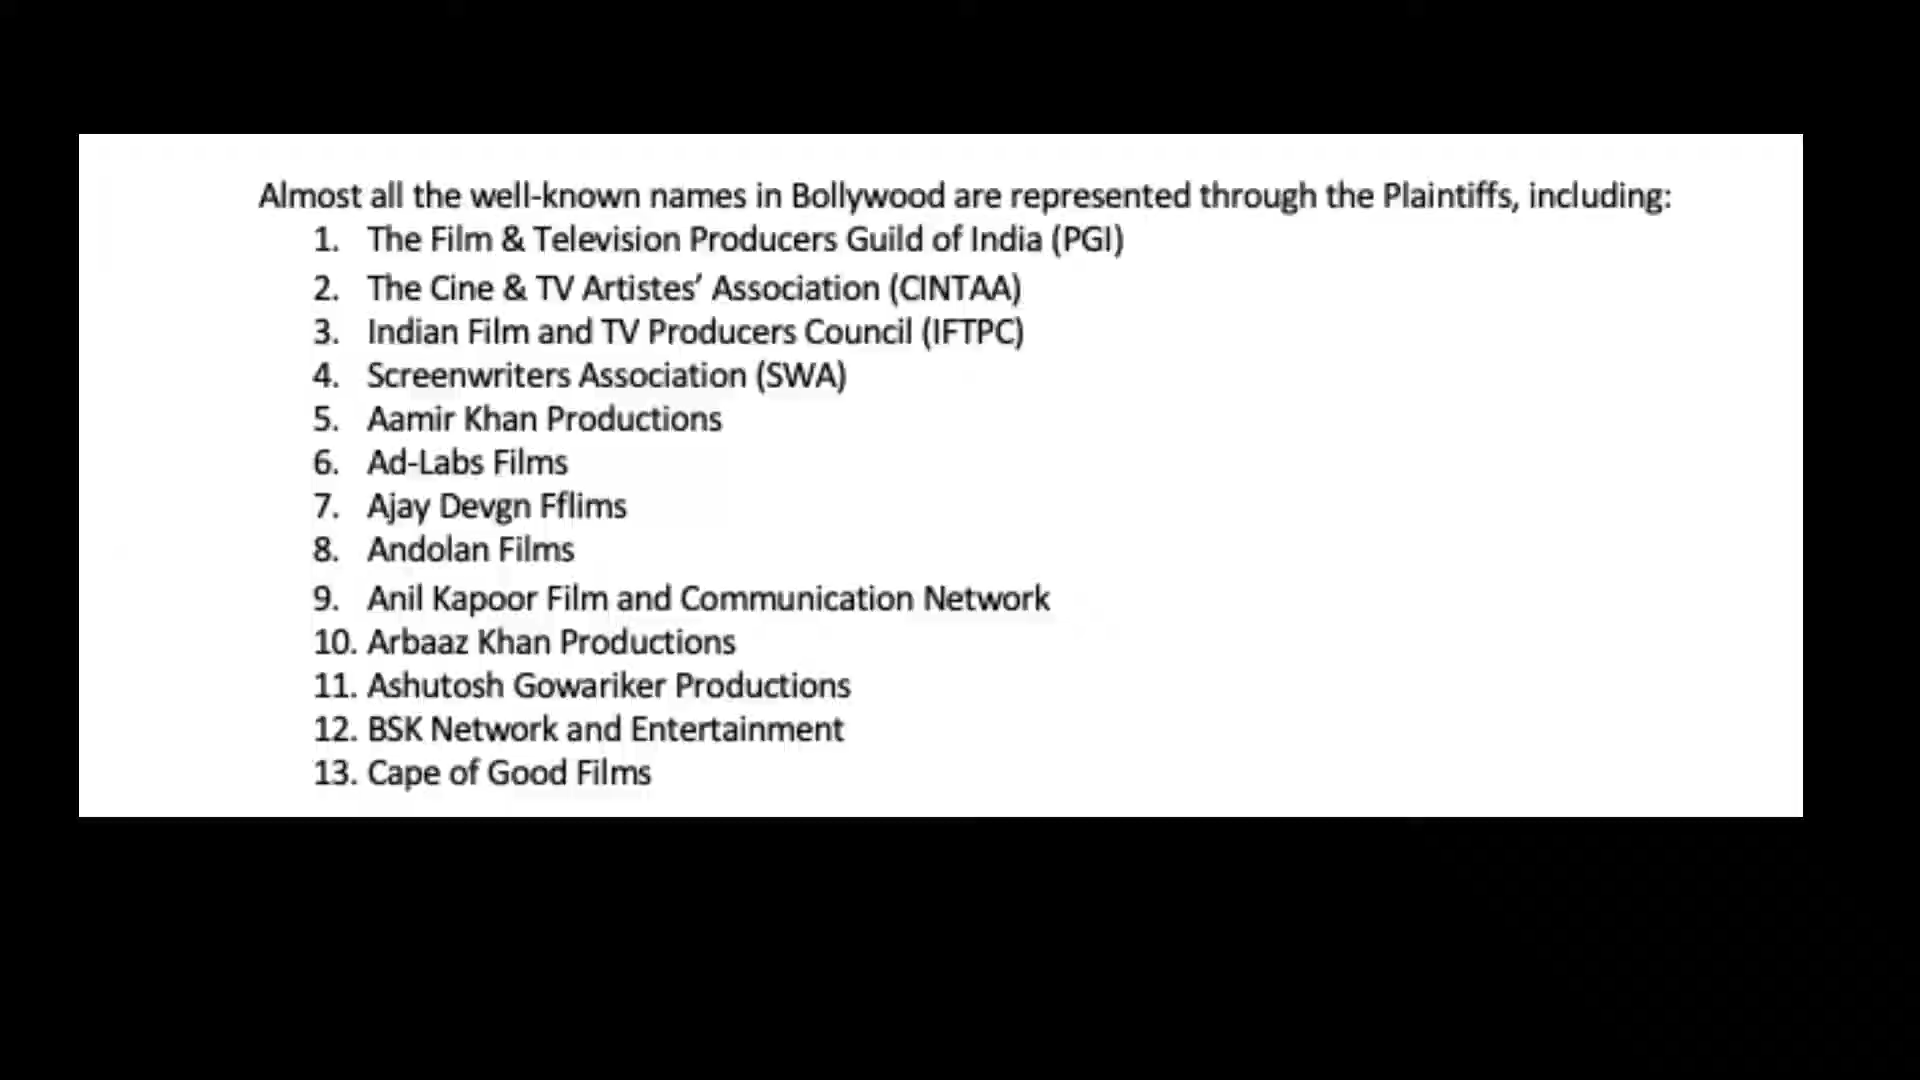 Almost all the well-known names in Bollywood are represented through the Plaintiffs, including:
1. The Film & Television Producers Guild of India (PGI)
2. The Cine & TV Artistes’ Association (CINTAA)
3. Indian Film and TV Producers Council (IFTPC)
4. Screenwriters Association (SWA)
5. Aamir Khan Productions
6. Ad-Labs Films
7. Ajay Devgn Fflims
8. Andolan Films
9. Anil Kapoor Film and Communication Network
10. Arbaaz Khan Productions
11. Ashutosh Gowariker Productions
12. BSK Network and Entertainment
13. Cape of Good Films